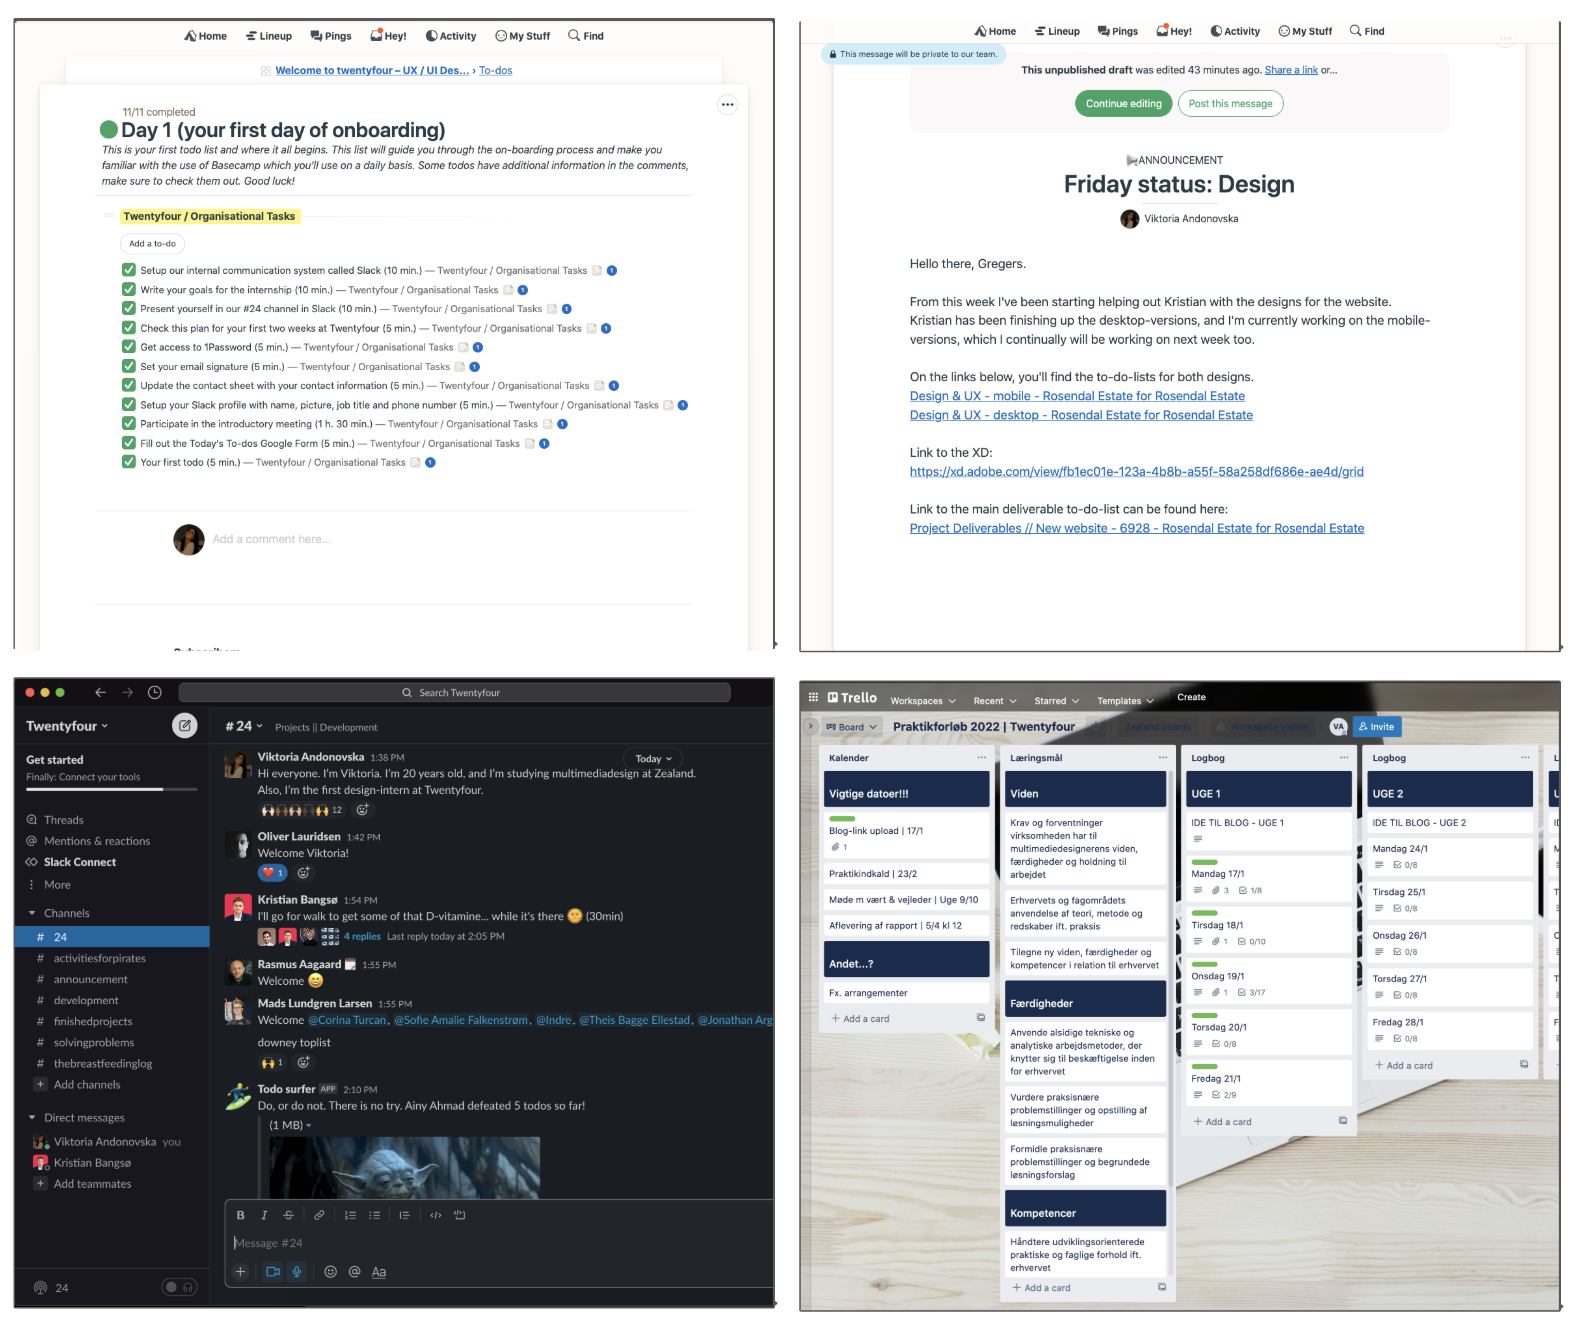 Home Lineup Pings Hey! Activity My Stuff Find
Welcome to twentyfour – UX / UI Des... › To-dos
11/11 completed
Day 1 (your first day of onboarding)
This is your first todo list and where it all begins. This list will guide you through the on-boarding process and make you
familiar with the use of Basecamp which you'll use on a daily basis. Some todos have additional information in the comments,
make sure to check them out. Good luck!
Twentyfour / Organisational Tasks
Add a to-do
Setup our internal communication system called Slack (10 min.) — Twentyfour / Organisational Tasks 1
Write your goals for the internship (10 min.) — Twentyfour / Organisational Tasks 1
Present yourself in our #24 channel in Slack (10 min.) — Twentyfour / Organisational Tasks 1
Check this plan for your first two weeks at Twentyfour (5 min.) — Twentyfour / Organisational Tasks 1
Get access to 1Password (5 min.) — Twentyfour / Organisational Tasks 1
Set your email signature (5 min.) — Twentyfour / Organisational Tasks 1
Update the contact sheet with your contact information (5 min.) — Twentyfour / Organisational Tasks 1
Setup your Slack profile with name, picture, job title and phone number (5 min.) — Twentyfour / Organisational Tasks 1
Participate in the introductory meeting (1 h. 30 min.) — Twentyfour / Organisational Tasks 1
Fill out the Today's To-dos Google Form (5 min.) — Twentyfour / Organisational Tasks 1
Your first todo (5 min.) — Twentyfour / Organisational Tasks 1
Add a comment here...
Home Lineup Pings Hey! Activity My Stuff Find
This message will be private to our team.
This unpublished draft was edited 43 minutes ago. Share a link or...
Continue editing Post this message
ANNOUNCEMENT
Friday status: Design
Viktoria Andonovska
Hello there, Gregers.
From this week I've been starting helping out Kristian with the designs for the website.
Kristian has been finishing up the desktop-versions, and I'm currently working on the mobile-
versions, which I continually will be working on next week too.
On the links below, you'll find the to-do-lists for both designs.
Design & UX - mobile - Rosendal Estate for Rosendal Estate
Design & UX - desktop - Rosendal Estate for Rosendal Estate
Link to the XD:
https://xd.adobe.com/view/fb1ec01e-123a-4b8b-a55f-58a258df686e-ae4d/grid
Link to the main deliverable to-do-list can be found here:
Project Deliverables // New website - 6928 - Rosendal Estate for Rosendal Estate
Search Twentyfour
Twentyfour
Get started
Finally: Connect your tools
Threads
Mentions & reactions
Slack Connect
More
Channels
# 24
# activitiesforpirates
# announcement
# development
# finishedprojects
# solvingproblems
# thebreastfeedinglog
+ Add channels
Direct messages
Viktoria Andonovska you
Kristian Bangsø
+ Add teammates
24
# 24 Projects || Development
Today
Viktoria Andonovska 1:38 PM
Hi everyone. I'm Viktoria. I'm 20 years old, and I'm studying multimediadesign at Zealand.
Also, I'm the first design-intern at Twentyfour.
12
Oliver Lauridsen 1:42 PM
Welcome Viktoria!
1
Kristian Bangsø 1:54 PM
I'll go for walk to get some of that D-vitamine... while it's there (30min)
4 replies Last reply today at 2:05 PM
Rasmus Aagaard 1:55 PM
Welcome
Mads Lundgren Larsen 1:55 PM
Welcome @Corina Turcan, @Sofie Amalie Falkenstrøm, @Indre, @Theis Bagge Ellestad, @Jonathan Arg
downey toplist
1
Todo surfer APP 2:10 PM
Do, or do not. There is no try. Ainy Ahmad defeated 5 todos so far!
(1 MB)
B I S
Message #24
+ @ Aa
Trello Workspaces Recent Starred Templates Create
Board Praktikforløb 2022 | Twentyfour Zealand boards Workspace visible VA Invite
Kalender
Vigtige datoer!!!
Blog-link upload | 17/1
1
Praktikindkald | 23/2
Møde m vært & vejleder | Uge 9/10
Aflevering af rapport | 5/4 kl 12
Andet...?
Fx. arrangementer
+ Add a card
Læringsmål
Viden
Krav og forventninger
virksomheden har til
multimediedesignerens viden,
færdigheder og holdning til
arbejdet
Erhvervets og fagområdets
anvendelse af teori, metode og
redskaber ift. praksis
Tilegne ny viden, færdigheder og
kompetencer i relation til erhvervet
Færdigheder
Anvende alsidige tekniske og
analytiske arbejdsmetoder, der
knytter sig til beskæftigelse inden
for erhvervet
Vurdere praksisnære
problemstillinger og opstilling af
løsningsmuligheder
Formidle praksisnære
problemstillinger og begrundede
løsningsforslag
Kompetencer
Håndtere udviklingsorienterede
praktiske og faglige forhold ift.
erhvervet
+ Add a card
Logbog
UGE 1
IDE TIL BLOG - UGE 1
Mandag 17/1
3 1/8
Tirsdag 18/1
1 0/10
Onsdag 19/1
1 3/17
Torsdag 20/1
0/8
Fredag 21/1
2/9
+ Add a card
Logbog
UGE 2
IDE TIL BLOG - UGE 2
Mandag 24/1
0/8
Tirsdag 25/1
0/8
Onsdag 26/1
0/8
Torsdag 27/1
0/8
Fredag 28/1
0/8
+ Add a card